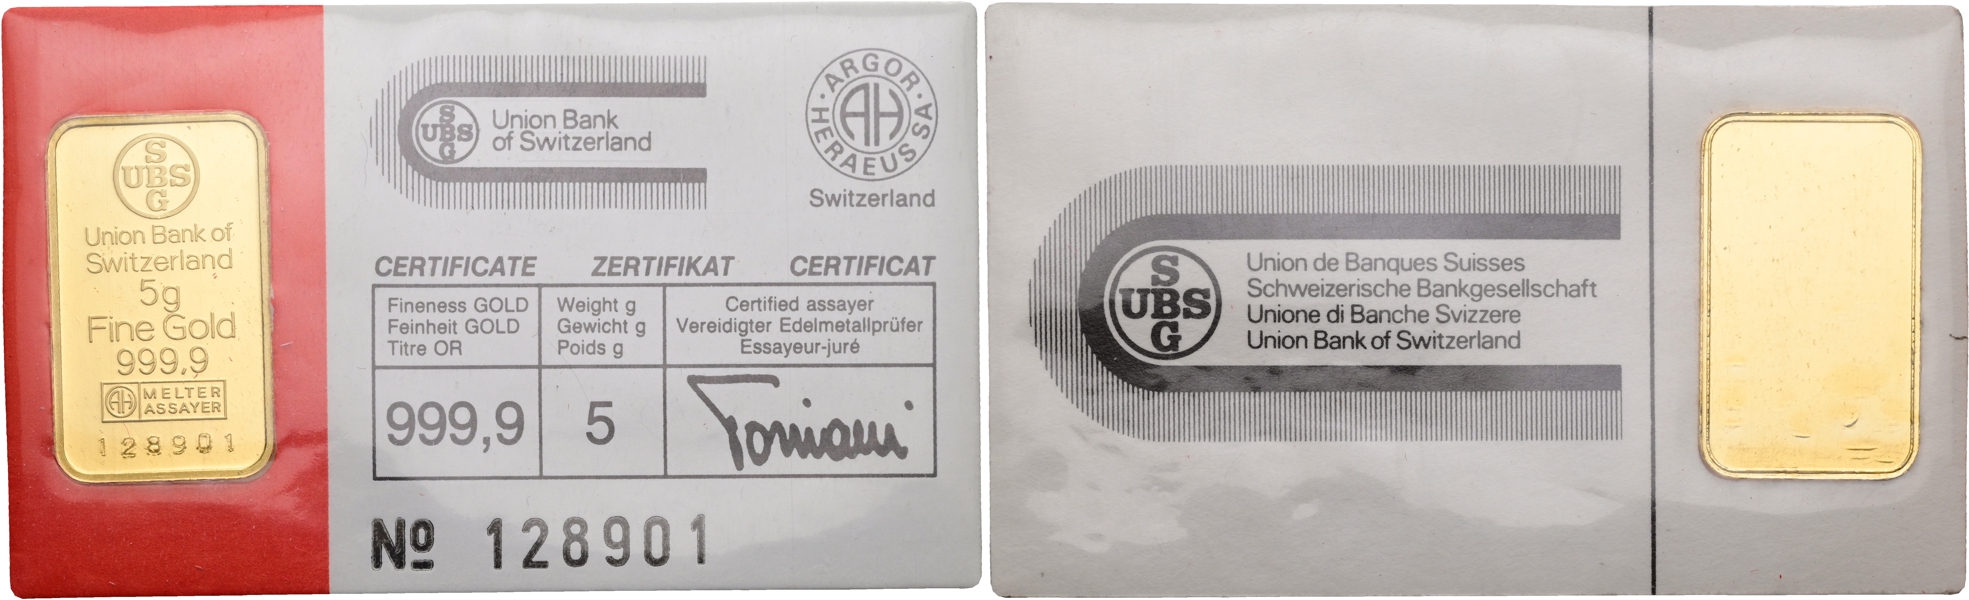 S
UBS
G
Union Bank of
Switzerland
5g
Fine Gold
999,9
AH MELTER
ASSAYER
128901
S
UBS
G
Union Bank
of Switzerland
ARGOR · HERAEUS SA ·
AH
Switzerland
CERTIFICATE ZERTIFIKAT CERTIFICAT
Fineness GOLD
Feinheit GOLD
Titre OR
Weight g
Gewicht g
Poids g
Certified assayer
Vereidigter Edelmetallprüfer
Essayeur-juré
999,9
5
Nº 128901
S
UBS
G
Union de Banques Suisses
Schweizerische Bankgesellschaft
Unione di Banche Svizzere
Union Bank of Switzerland